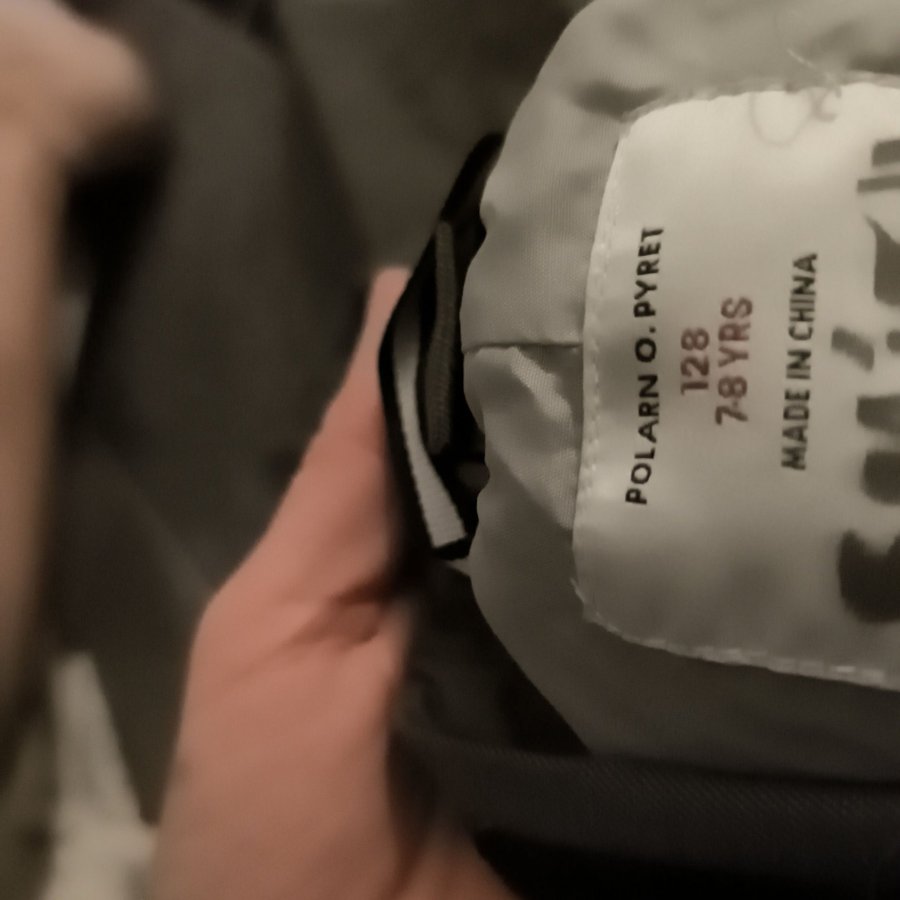 POLARN O. PYRET
128
7-8 YRS
MADE IN CHINA